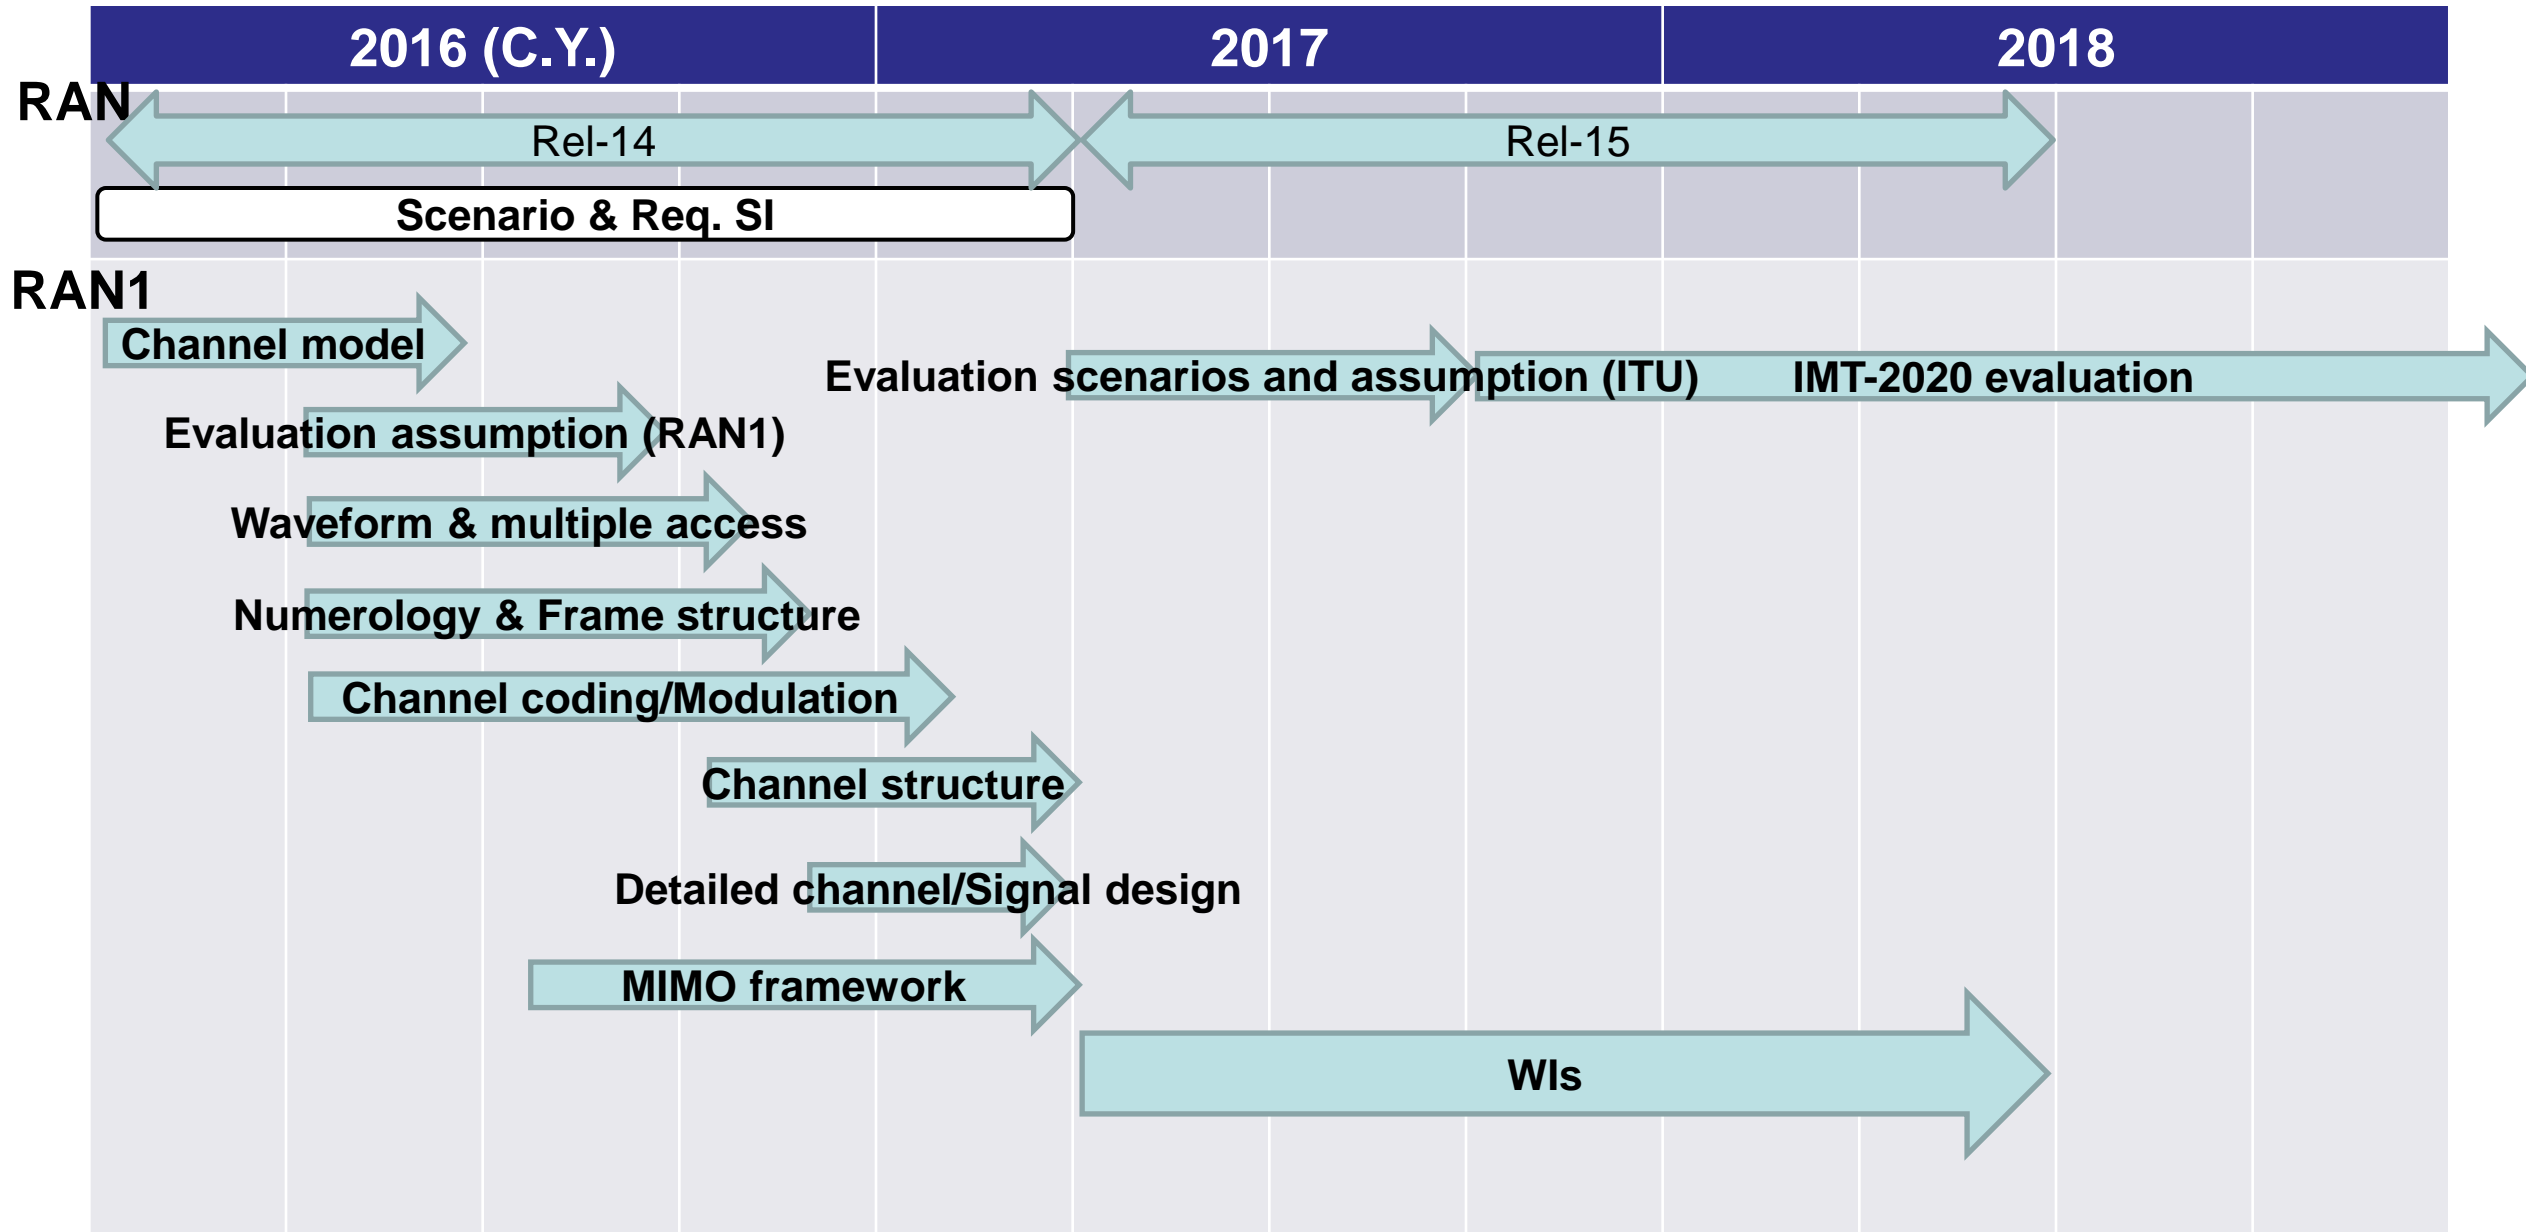 2016 (C.Y.)
2017
2018
RAN
Rel-14
Rel-15
Scenario & Req. SI
RAN1
Channel model
Evaluation scenarios and assumption (ITU)
IMT-2020 evaluation
Evaluation assumption (RAN1)
Waveform & multiple access
Numerology & Frame structure
Channel coding/Modulation
Channel structure
Detailed channel/Signal design
MIMO framework
WIs